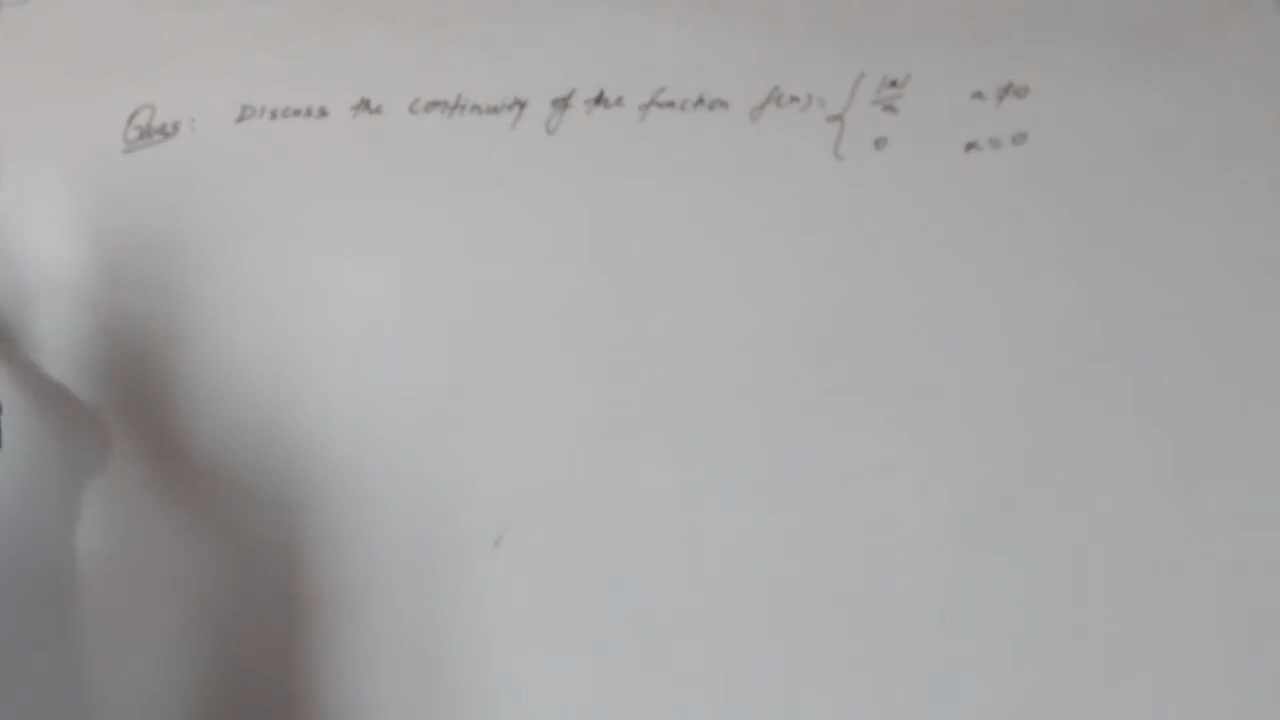 Ques: Discuss the continuity of the function f(x) = { |x|/x x ≠ 0
0 x = 0